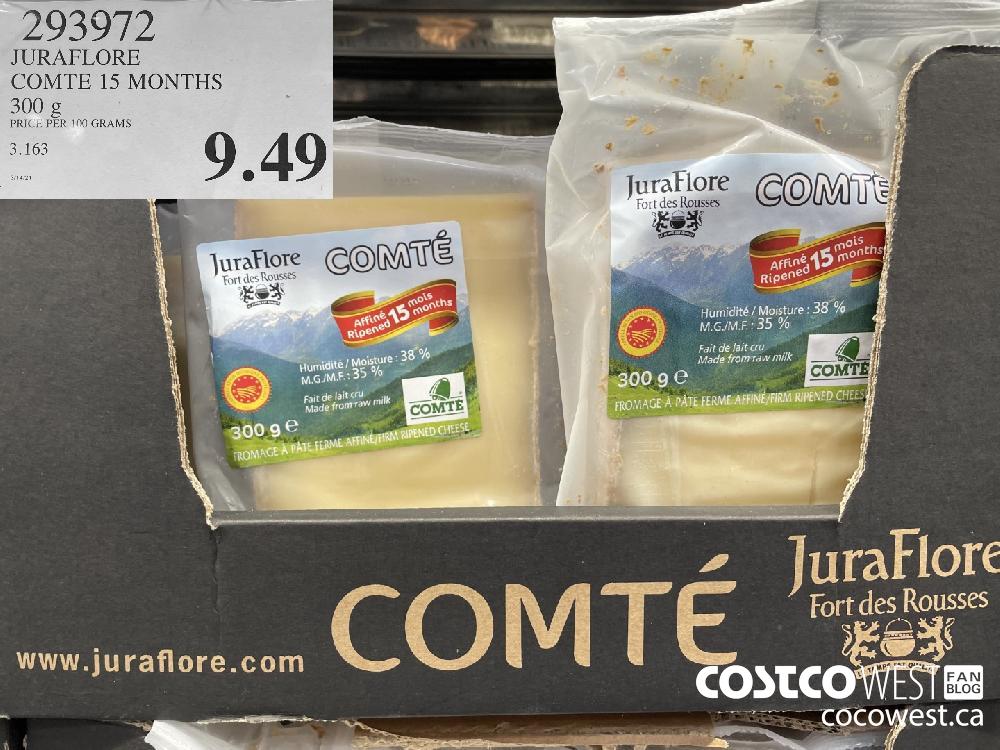 293972
JURAFLORE
COMTE 15 MONTHS
300 g
PRICE PER 100 GRAMS
3.163
9.49
JuraFlore
Fort des Rousses
COMTÉ
Affiné 15 mois
Ripened months
Humidité / Moisture : 38 %
M.G./M.F. : 35 %
Fait de lait cru
Made from raw milk
300 g e
COMTÉ
FROMAGE À PÂTE FERME AFFINÉ/FIRM RIPENED CHEESE
JuraFlore
Fort des Rousses
COMTÉ
Affiné 15 mois
Ripened months
Humidité / Moisture : 38 %
M.G./M.F. : 35 %
Fait de lait cru
Made from raw milk
300 g e
COMTÉ
FROMAGE À PÂTE FERME AFFINÉ/FIRM RIPENED CHEESE
www.juraflore.com
COMTÉ
JuraFlore
Fort des Rousses
COSTCO WEST FAN BLOG
cocowest.ca